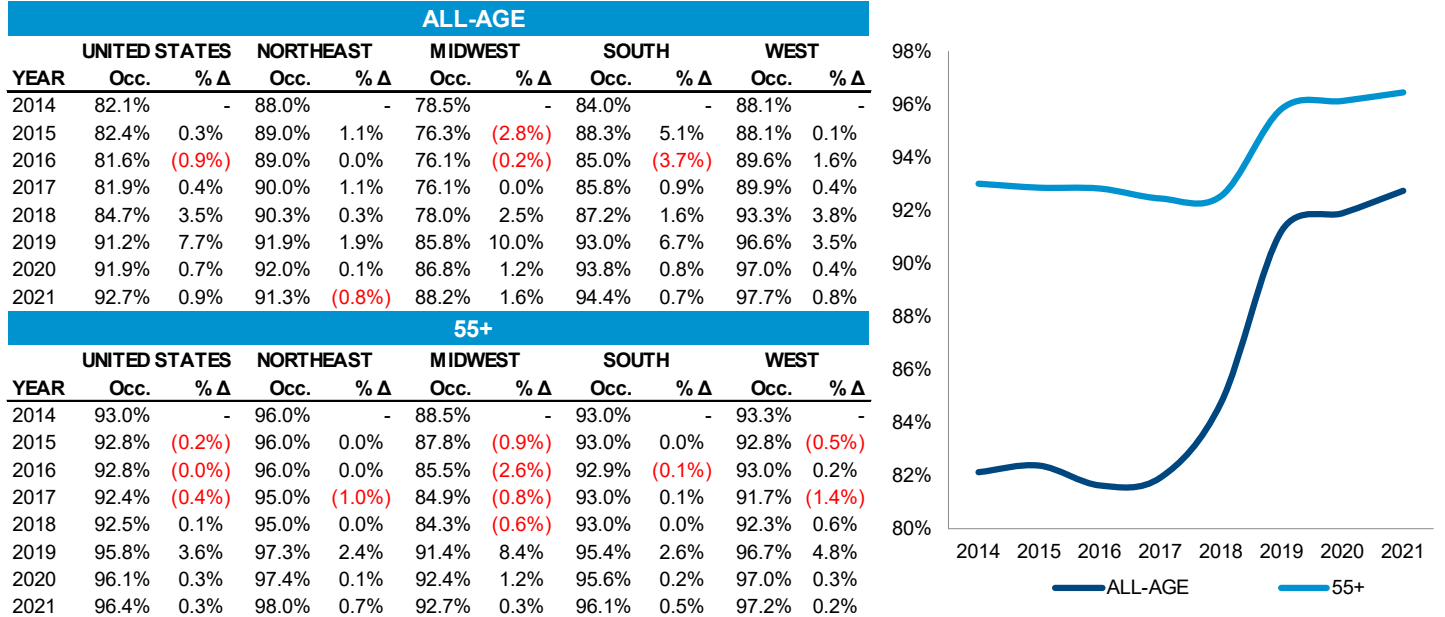 ALL-AGE
UNITED STATES NORTHEAST MIDWEST SOUTH WEST
YEAR Occ. % Δ Occ. % Δ Occ. % Δ Occ. % Δ Occ. % Δ
2014 82.1% - 88.0% - 78.5% - 84.0% - 88.1% -
2015 82.4% 0.3% 89.0% 1.1% 76.3% (2.8%) 88.3% 5.1% 88.1% 0.1%
2016 81.6% (0.9%) 89.0% 0.0% 76.1% (0.2%) 85.0% (3.7%) 89.6% 1.6%
2017 81.9% 0.4% 90.0% 1.1% 76.1% 0.0% 85.8% 0.9% 89.9% 0.4%
2018 84.7% 3.5% 90.3% 0.3% 78.0% 2.5% 87.2% 1.6% 93.3% 3.8%
2019 91.2% 7.7% 91.9% 1.9% 85.8% 10.0% 93.0% 6.7% 96.6% 3.5%
2020 91.9% 0.7% 92.0% 0.1% 86.8% 1.2% 93.8% 0.8% 97.0% 0.4%
2021 92.7% 0.9% 91.3% (0.8%) 88.2% 1.6% 94.4% 0.7% 97.7% 0.8%
55+
UNITED STATES NORTHEAST MIDWEST SOUTH WEST
YEAR Occ. % Δ Occ. % Δ Occ. % Δ Occ. % Δ Occ. % Δ
2014 93.0% - 96.0% - 88.5% - 93.0% - 93.3% -
2015 92.8% (0.2%) 96.0% 0.0% 87.8% (0.9%) 93.0% 0.0% 92.8% (0.5%)
2016 92.8% (0.0%) 96.0% 0.0% 85.5% (2.6%) 92.9% (0.1%) 93.0% 0.2%
2017 92.4% (0.4%) 95.0% (1.0%) 84.9% (0.8%) 93.0% 0.1% 91.7% (1.4%)
2018 92.5% 0.1% 95.0% 0.0% 84.3% (0.6%) 93.0% 0.0% 92.3% 0.6%
2019 95.8% 3.6% 97.3% 2.4% 91.4% 8.4% 95.4% 2.6% 96.7% 4.8%
2020 96.1% 0.3% 97.4% 0.1% 92.4% 1.2% 95.6% 0.2% 97.0% 0.3%
2021 96.4% 0.3% 98.0% 0.7% 92.7% 0.3% 96.1% 0.5% 97.2% 0.2%
98%
96%
94%
92%
90%
88%
86%
84%
82%
80%
2014 2015 2016 2017 2018 2019 2020 2021
ALL-AGE 55+